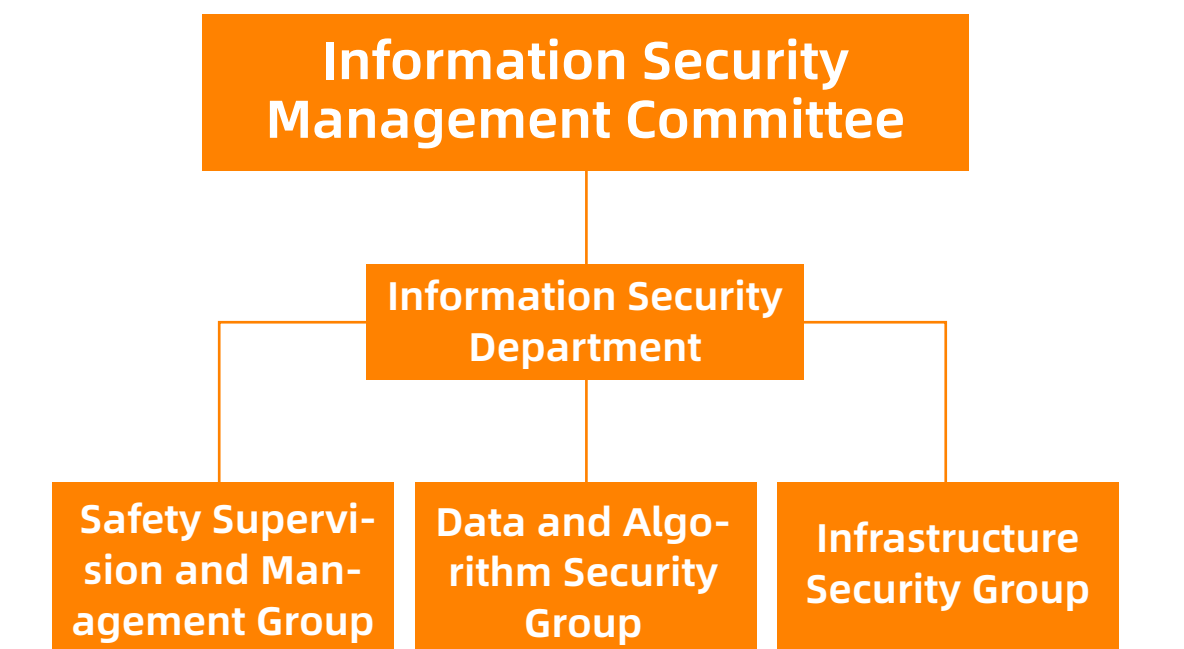 Information Security
Management Committee
Information Security
Department
Safety Supervi-
sion and Man-
agement Group
Data and Algo-
rithm Security
Group
Infrastructure
Security Group